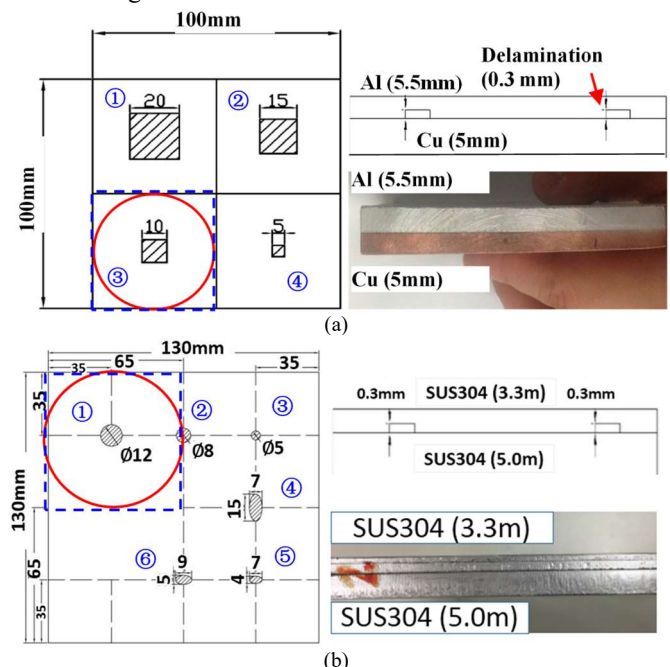 100mm
100mm
① 20
② 15
③ 10
④ 5
Delamination
(0.3 mm)
Al (5.5mm)
Cu (5mm)
Al (5.5mm)
Cu (5mm)
(a)
130mm
65
35
35
130mm
35
65
35
①
②
③
Ø12
Ø8
Ø5
④
7
15
⑥
9
5
⑤
7
4
0.3mm
SUS304 (3.3m)
0.3mm
SUS304 (5.0m)
SUS304 (3.3m)
SUS304 (5.0m)
(b)